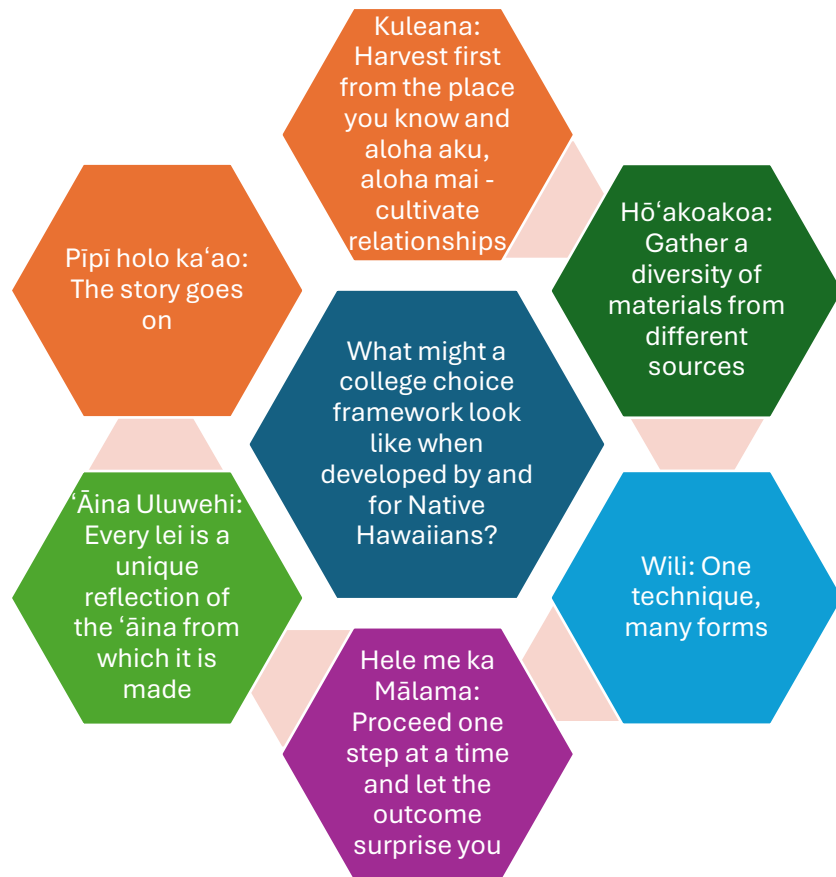 Kuleana:
Harvest first
from the place
you know and
aloha aku,
aloha mai -
cultivate
relationships
Hōʻakoakoa:
Gather a
diversity of
materials from
different
sources
Wili: One
technique,
many forms
Hele me ka
Mālama:
Proceed one
step at a time
and let the
outcome
surprise you
ʻĀina Uluwehi:
Every lei is a
unique
reflection of
the ʻāina from
which it is
made
Pīpī holo kaʻao:
The story goes
on
What might a
college choice
framework look
like when
developed by and
for Native
Hawaiians?